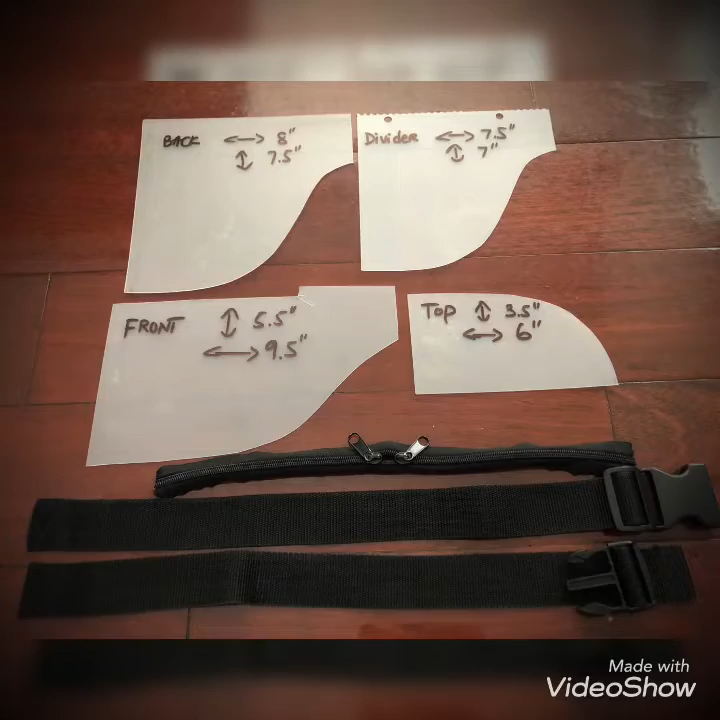 BACK ↔ 8"
↕ 7.5"
Divider ↔ 7.5"
↕ 7"
FRONT ↕ 5.5"
↔ 9.5"
TOP ↕ 3.5"
↔ 6"
Made with
VideoShow